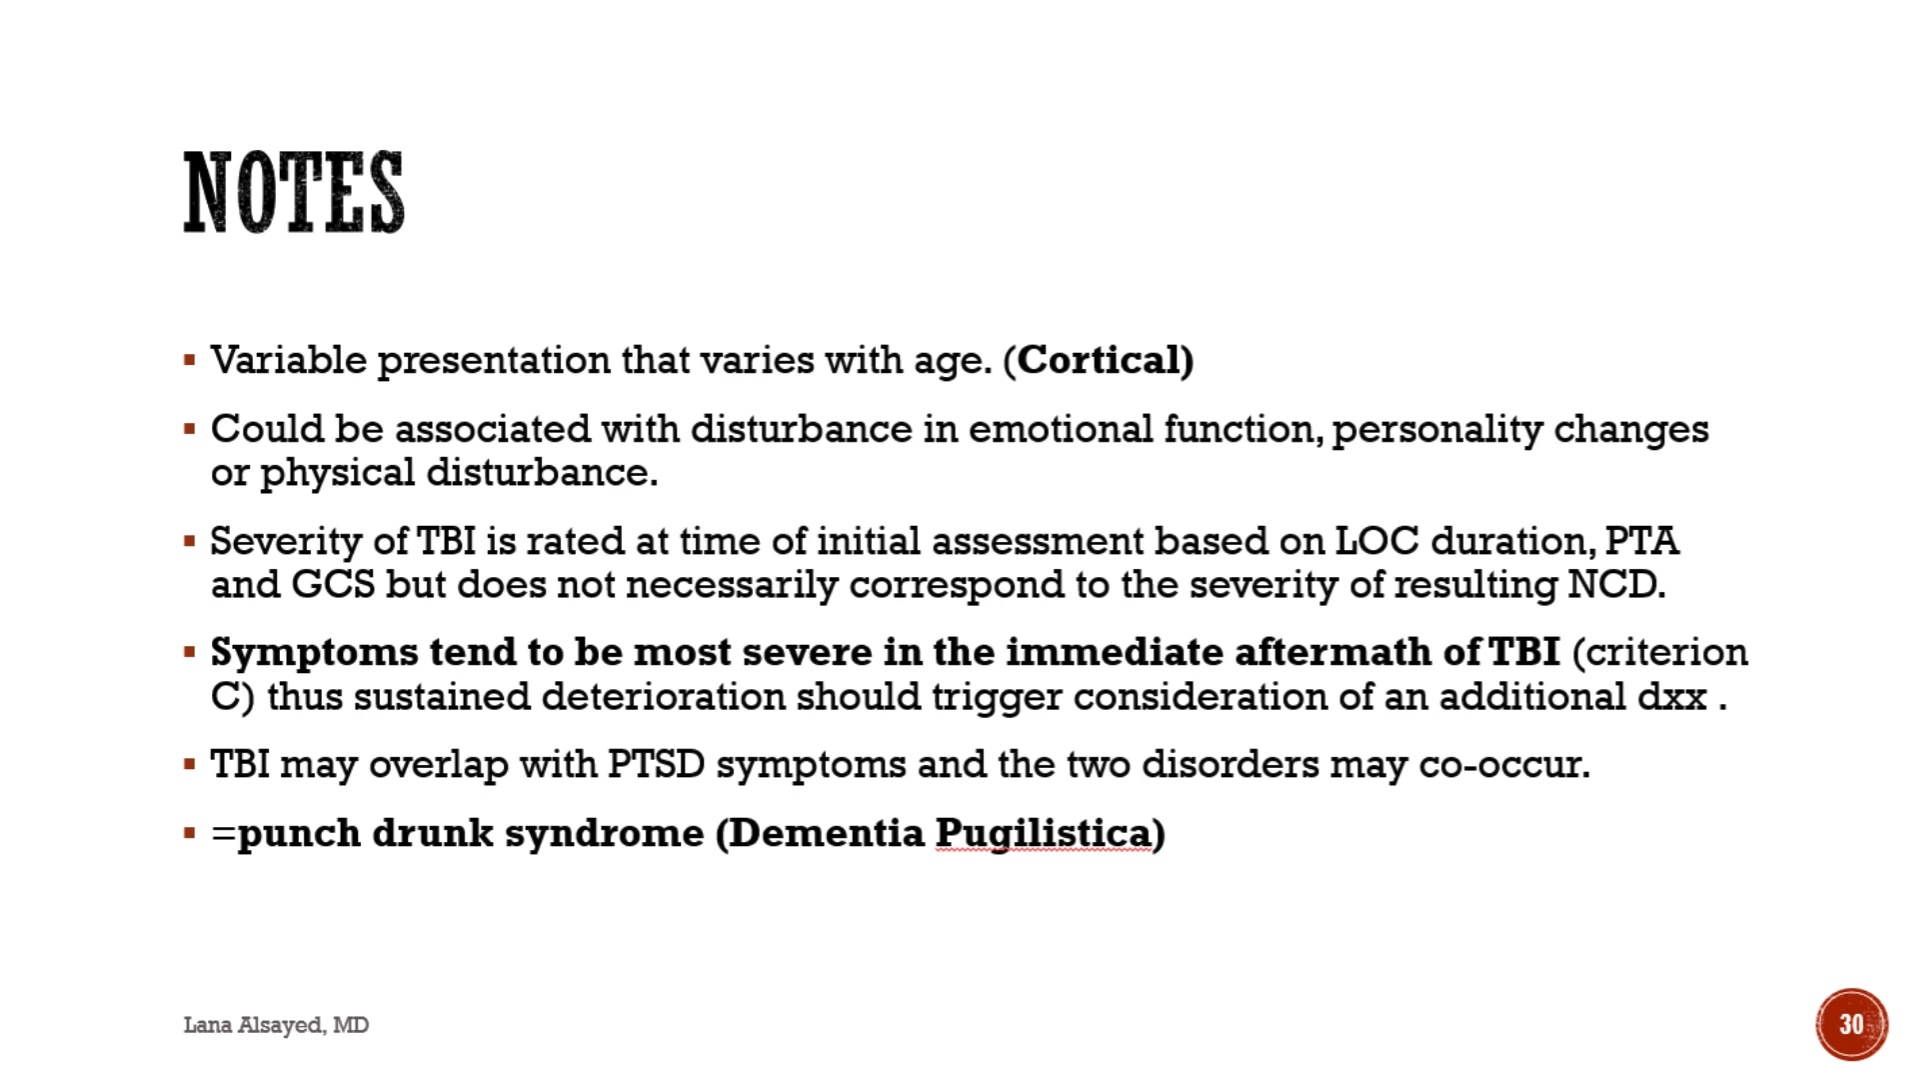 NOTES
▪ Variable presentation that varies with age. (Cortical)
▪ Could be associated with disturbance in emotional function, personality changes
or physical disturbance.
▪ Severity of TBI is rated at time of initial assessment based on LOC duration, PTA
and GCS but does not necessarily correspond to the severity of resulting NCD.
▪ Symptoms tend to be most severe in the immediate aftermath of TBI (criterion
C) thus sustained deterioration should trigger consideration of an additional dxx .
▪ TBI may overlap with PTSD symptoms and the two disorders may co-occur.
▪ =punch drunk syndrome (Dementia Pugilistica)
Lana Alsayed, MD
30